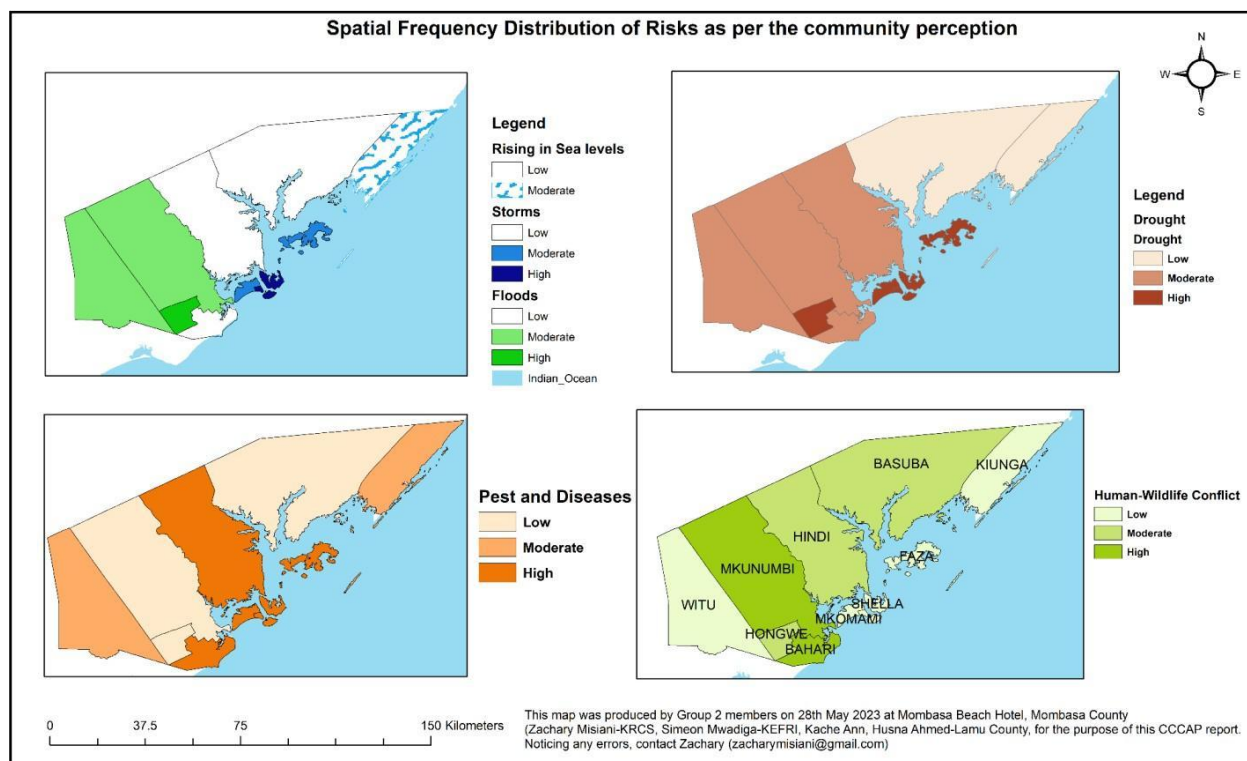 Spatial Frequency Distribution of Risks as per the community perception
N
W
E
S
Legend
Rising in Sea levels
Low
Moderate
Storms
Low
Moderate
High
Floods
Low
Moderate
High
Indian_Ocean
Legend
Drought
Drought
Low
Moderate
High
Pest and Diseases
Low
Moderate
High
BASUBA
KIUNGA
HINDI
FAZA
MKUNUMBI
WITU
SHELLA
MKOMAMI
HONGWE
BAHARI
Human-Wildlife Conflict
Low
Moderate
High
0 37.5 75 150 Kilometers
This map was produced by Group 2 members on 28th May 2023 at Mombasa Beach Hotel, Mombasa County
(Zachary Misiani-KRCS, Simeon Mwadiga-KEFRI, Kache Ann, Husna Ahmed-Lamu County, for the purpose of this CCCAP report.
Noticing any errors, contact Zachary (zacharymisiani@gmail.com)